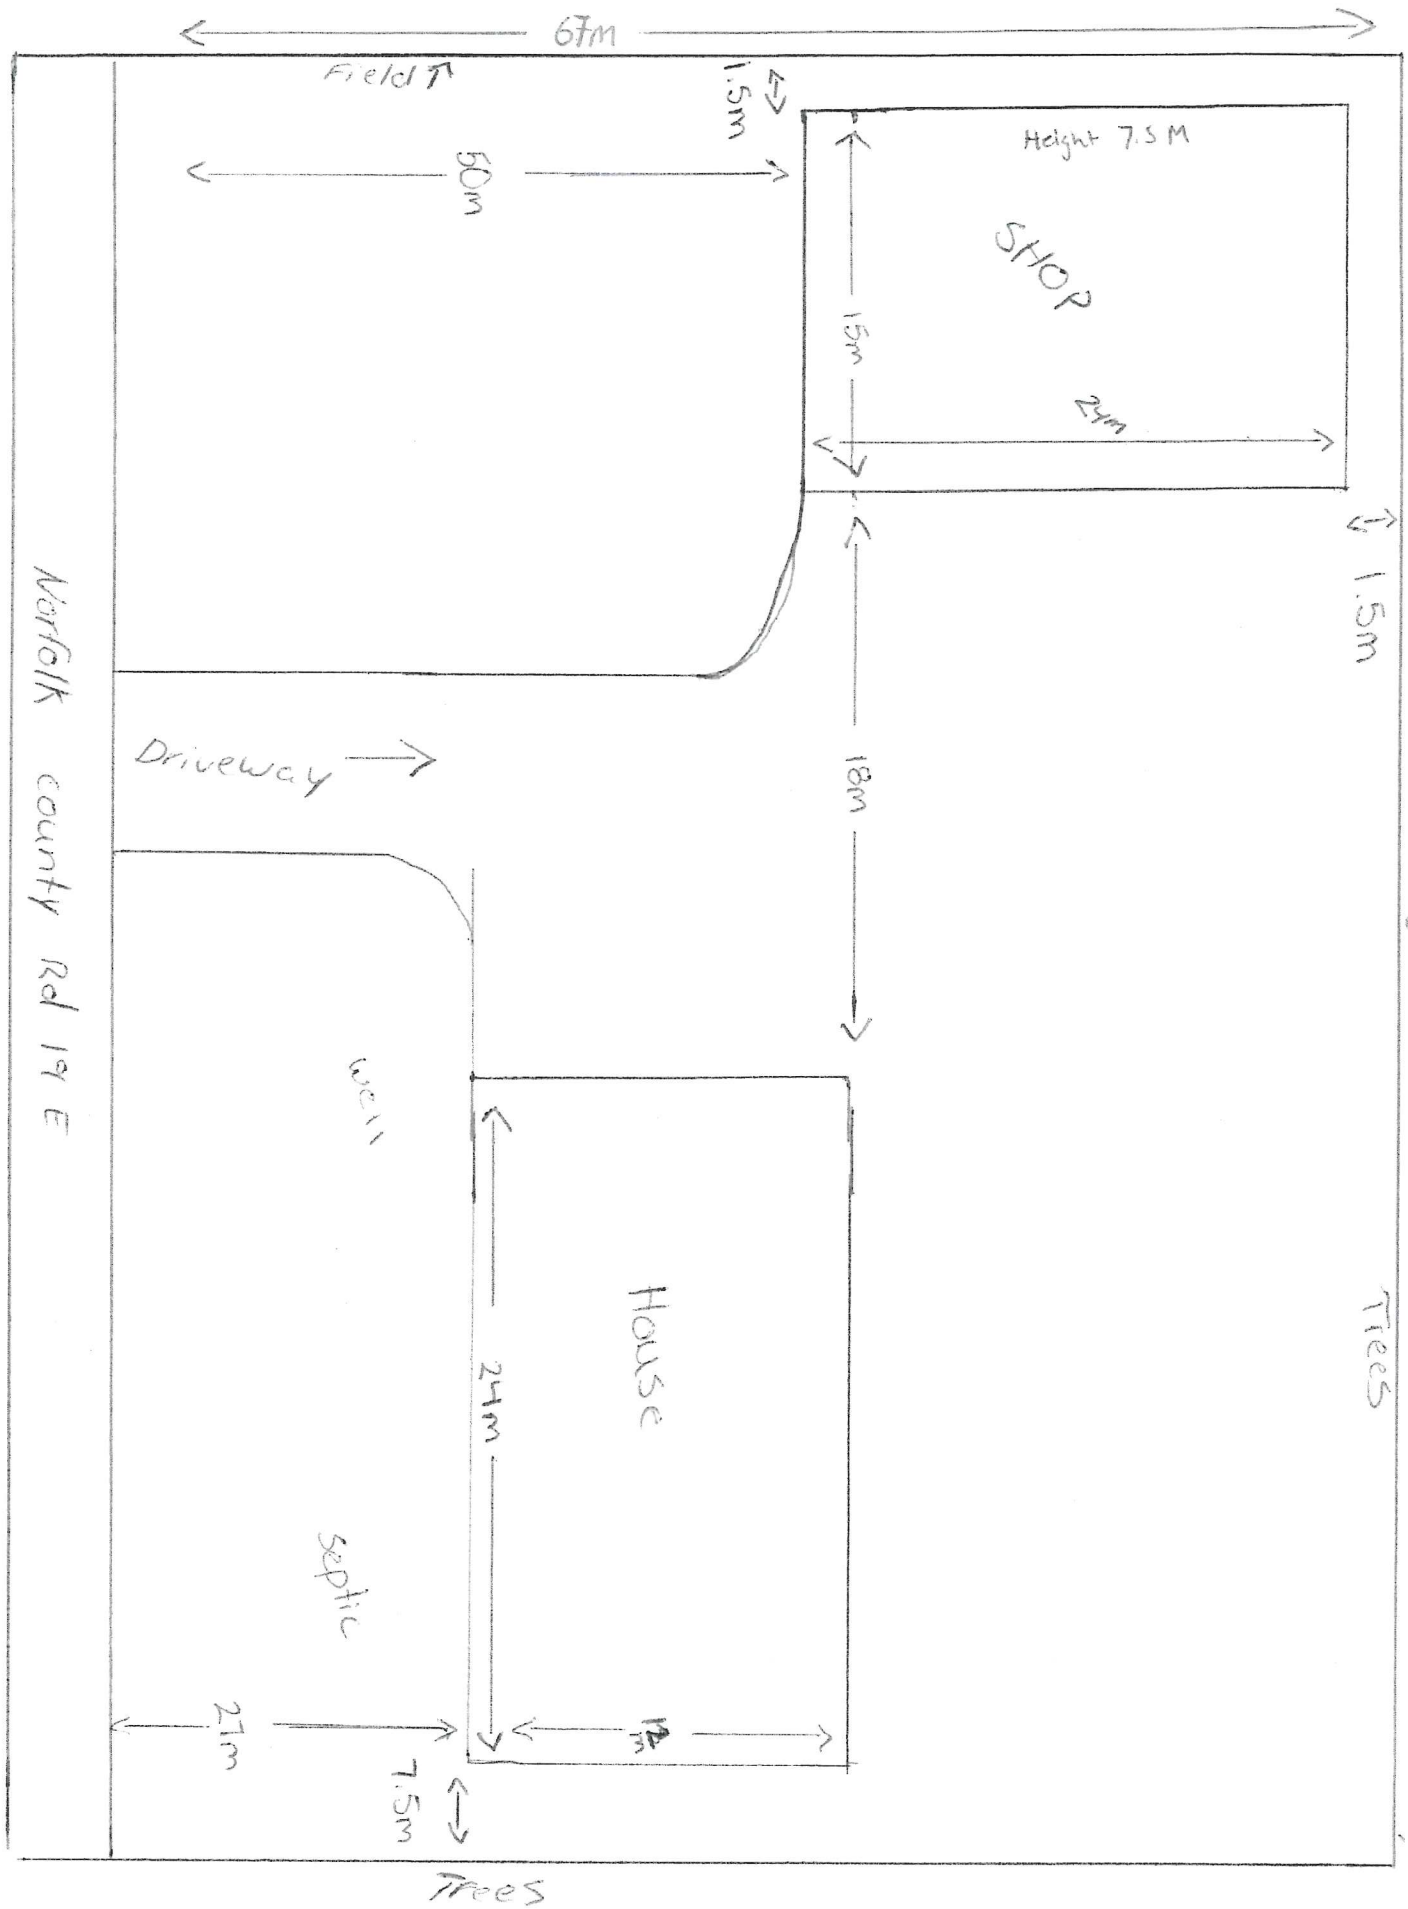 67M
Field ↑
1.5m
Height 7.5 M
50m
SHOP
15m
24m
1.5m
Driveway →
18m
Norfolk County Rd 19 E
Well
House
Trees
24m
Septic
7.5m
Trees